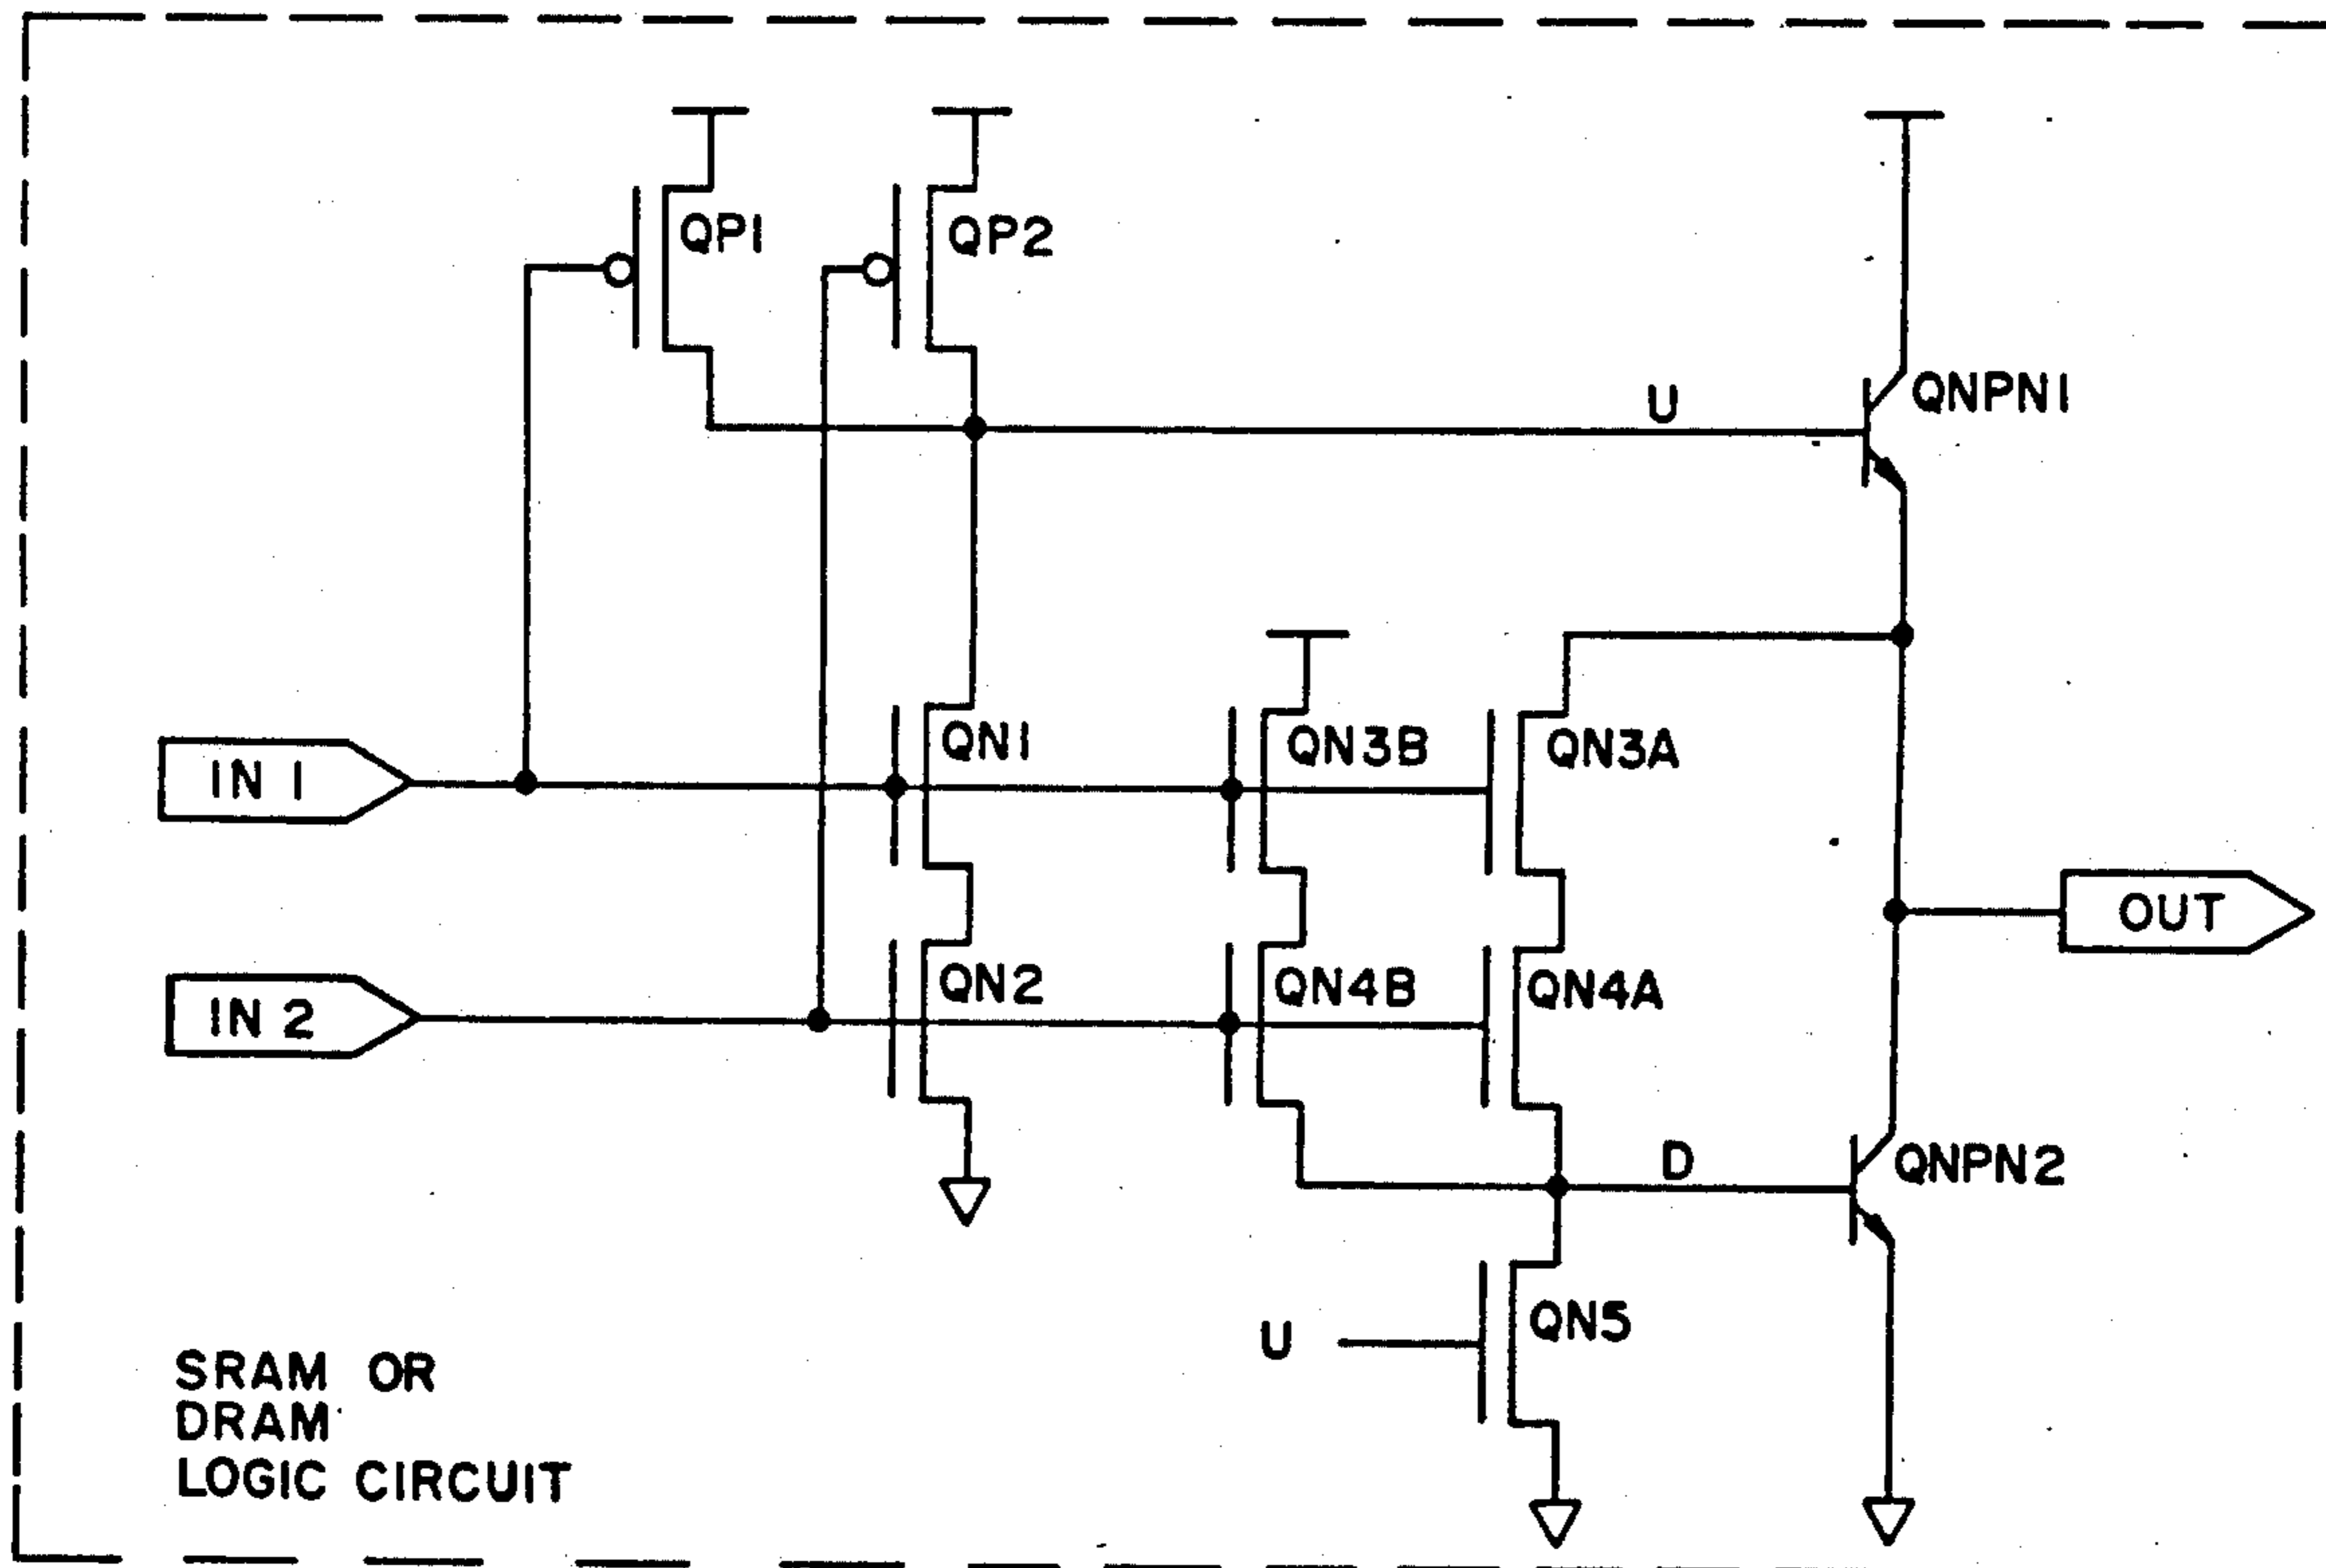 QP1
QP2
U
QNPN1
QN1
QN3B
QN3A
IN 1
OUT
QN2
QN4B
QN4A
IN 2
D
QNPN2
U
QN5
SRAM OR
DRAM
LOGIC CIRCUIT